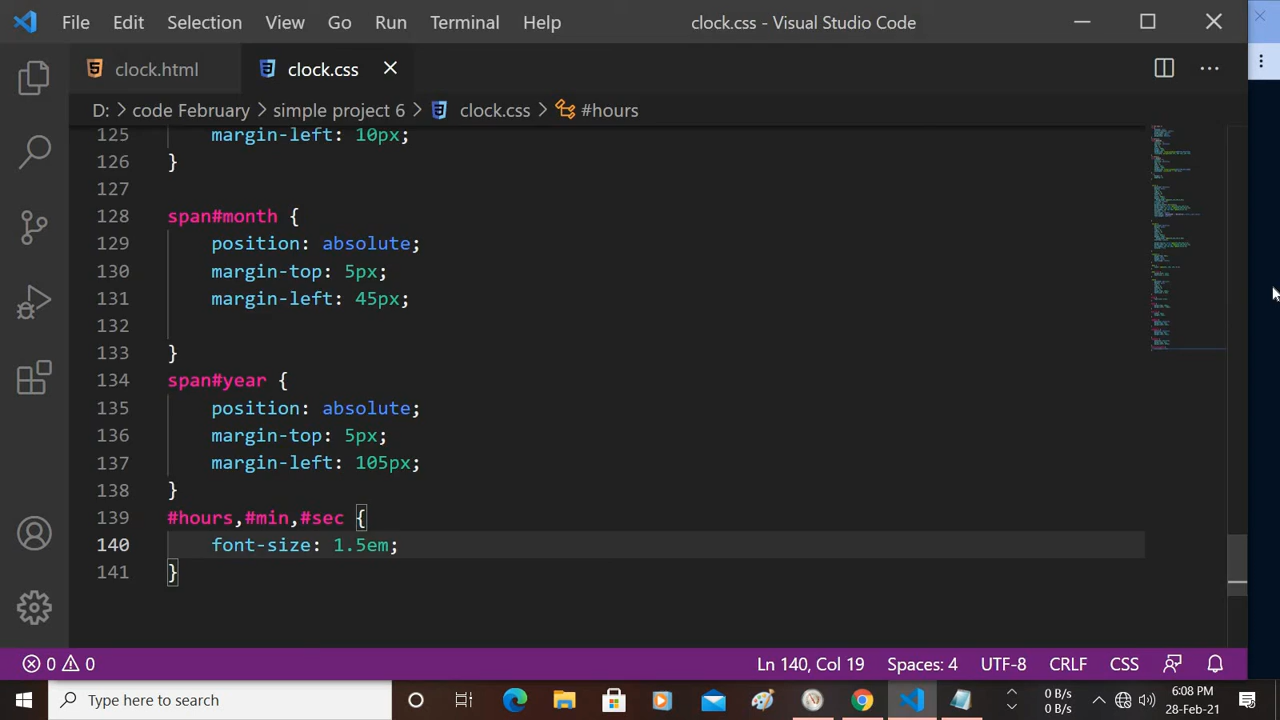 File Edit Selection View Go Run Terminal Help clock.css - Visual Studio Code
clock.html clock.css
D: > code February > simple project 6 > clock.css > #hours
125 margin-left: 10px;
126 }
127
128 span#month {
129 position: absolute;
130 margin-top: 5px;
131 margin-left: 45px;
132
133 }
134 span#year {
135 position: absolute;
136 margin-top: 5px;
137 margin-left: 105px;
138 }
139 #hours,#min,#sec {
140 font-size: 1.5em;
141 }
0 0 Ln 140, Col 19 Spaces: 4 UTF-8 CRLF CSS
Type here to search 0 B/s 6:08 PM
0 B/s 28-Feb-21